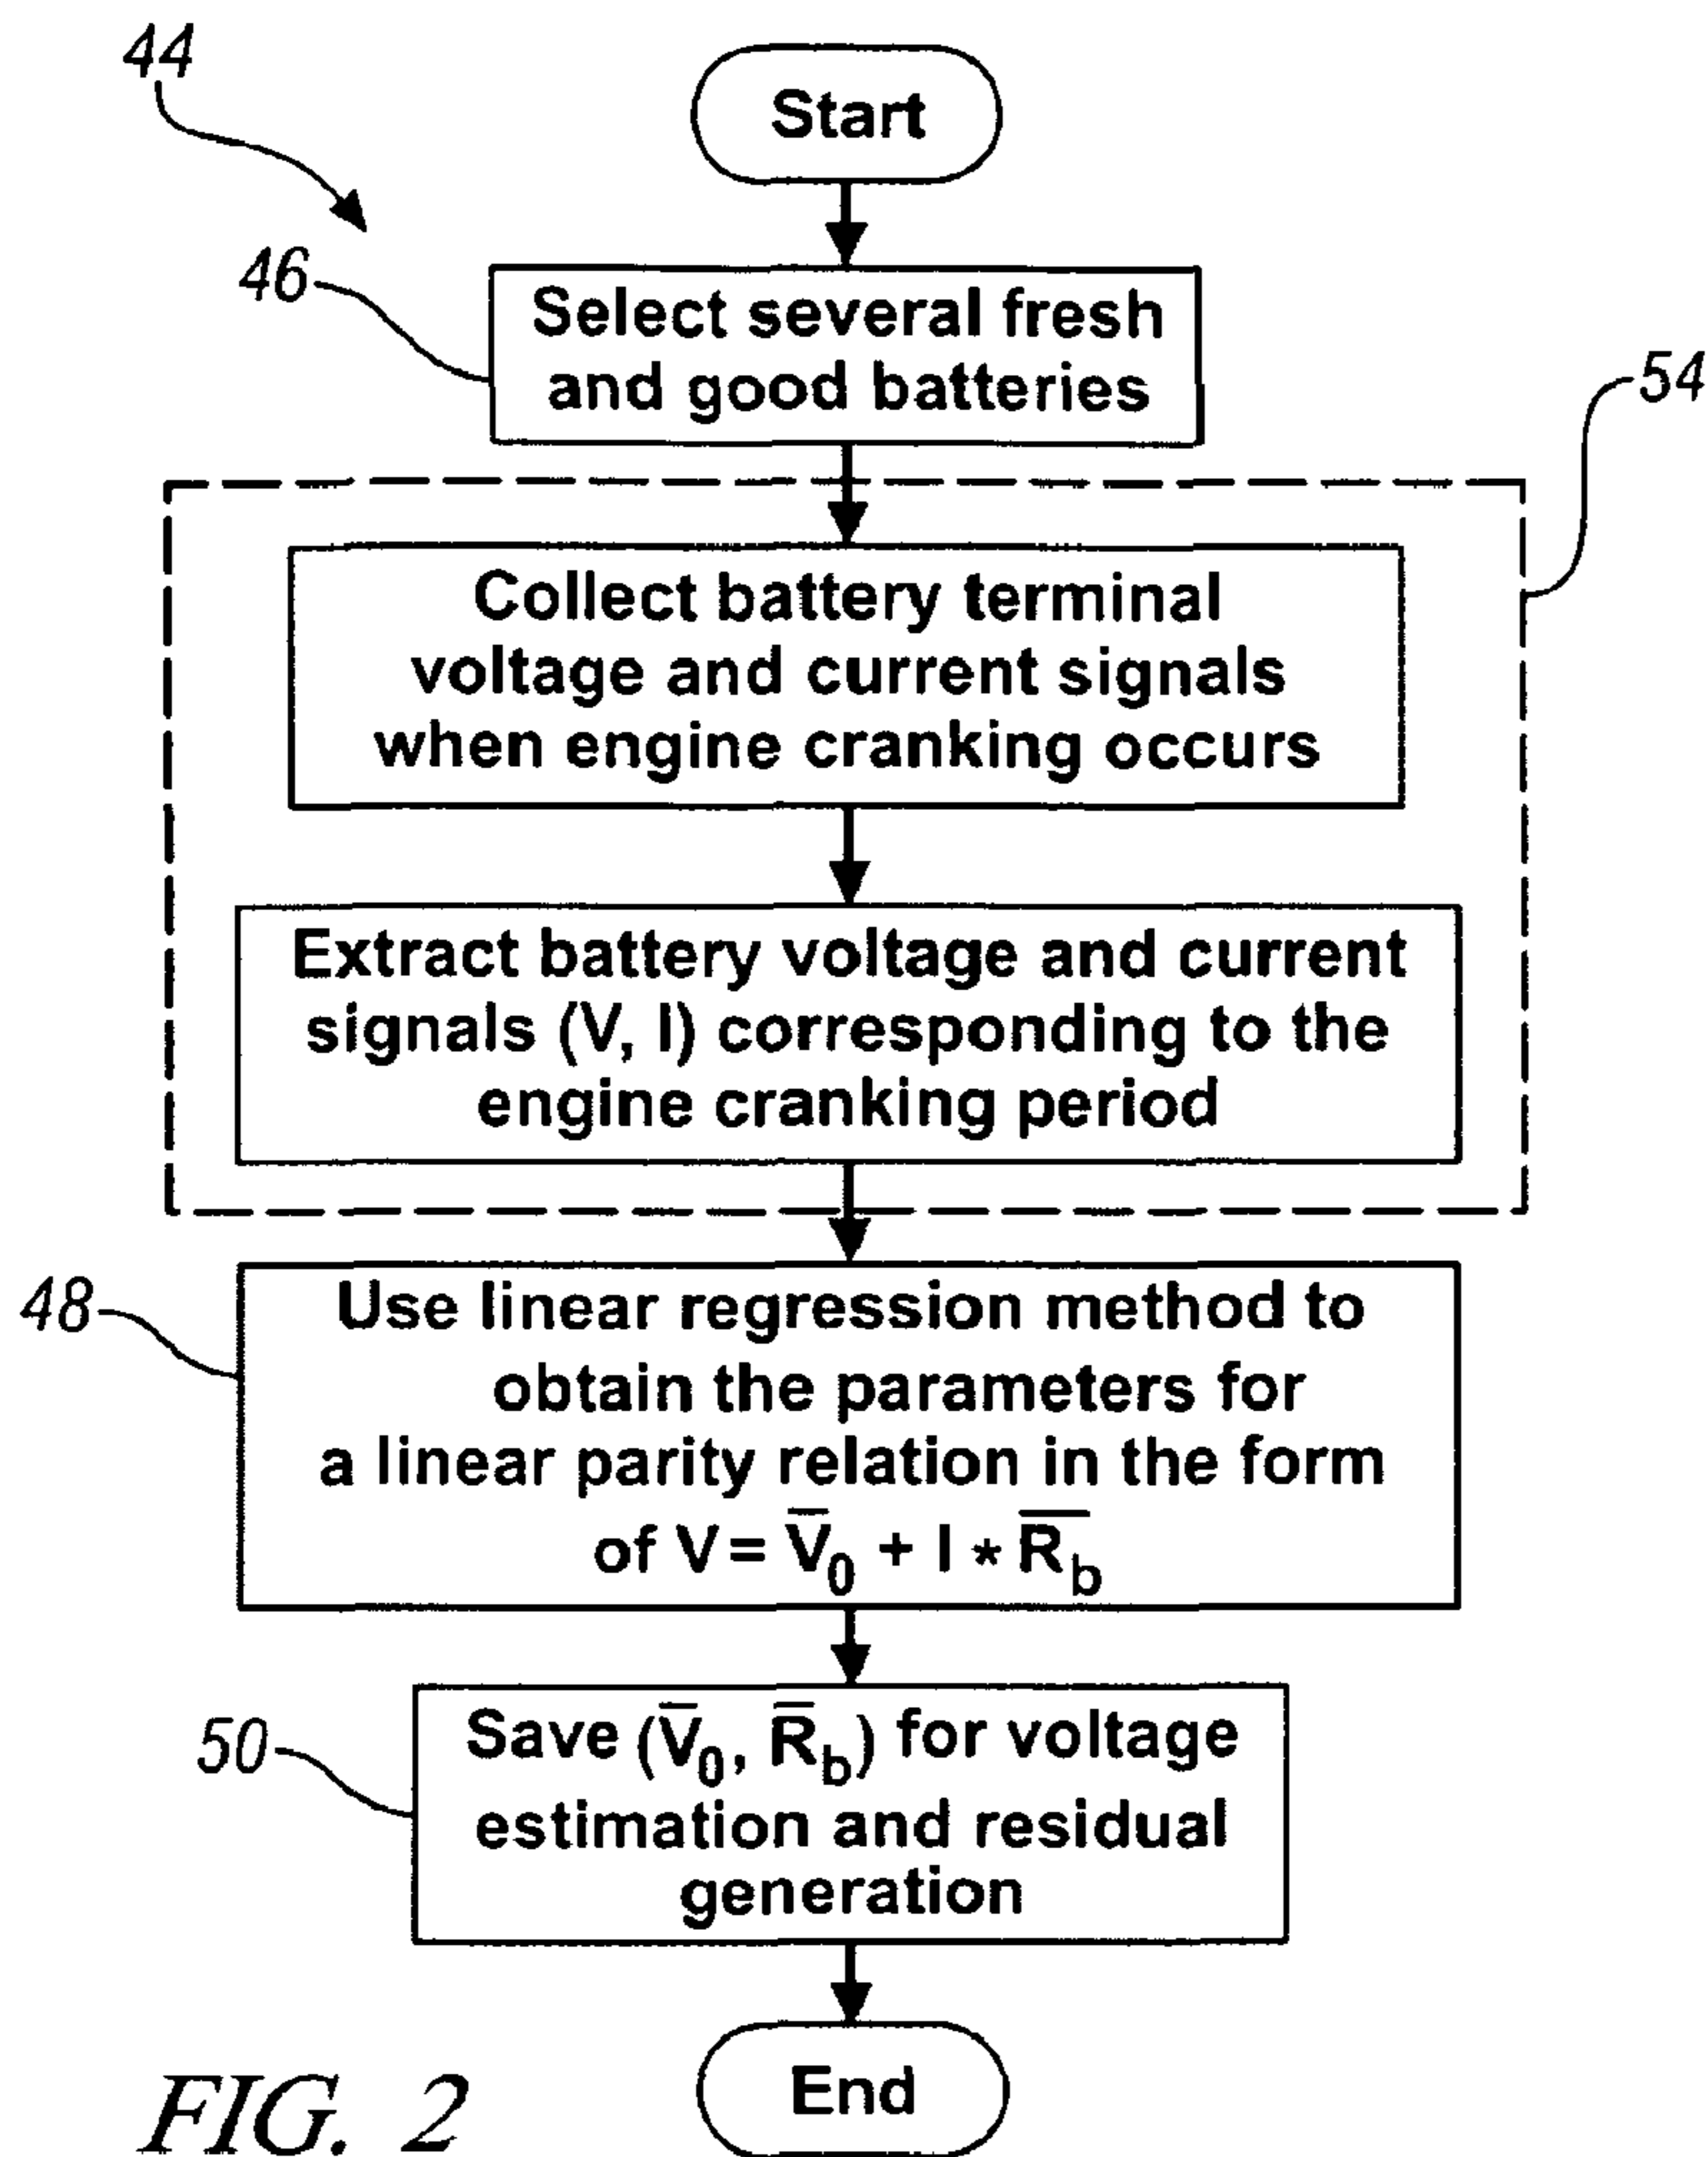 44
Start
46
Select several fresh
and good batteries
54
Collect battery terminal
voltage and current signals
when engine cranking occurs
Extract battery voltage and current
signals (V, I) corresponding to the
engine cranking period
48
Use linear regression method to
obtain the parameters for
a linear parity relation in the form
of V = V̅₀ + I * R̅_b
50
Save (V̅₀, R̅_b) for voltage
estimation and residual
generation
End
FIG. 2